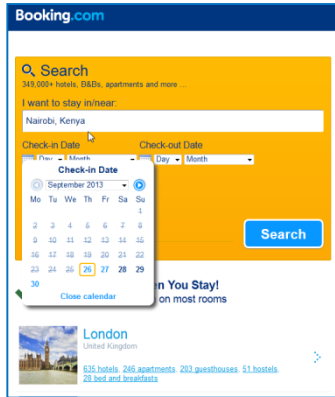 Booking.com
Search
349,000+ hotels, B&Bs, apartments and more ...
I want to stay in/near:
Nairobi, Kenya
Check-in Date Check-out Date
Day Month Day Month
Check-in Date
September 2013
Mo Tu We Th Fr Sa Su
1
2 3 4 5 6 7 8
9 10 11 12 13 14 15
16 17 18 19 20 21 22
23 24 25 26 27 28 29
30
Close calendar
Search
n You Stay!
on most rooms
London
United Kingdom
635 hotels, 246 apartments, 203 guesthouses, 51 hostels,
28 bed and breakfasts